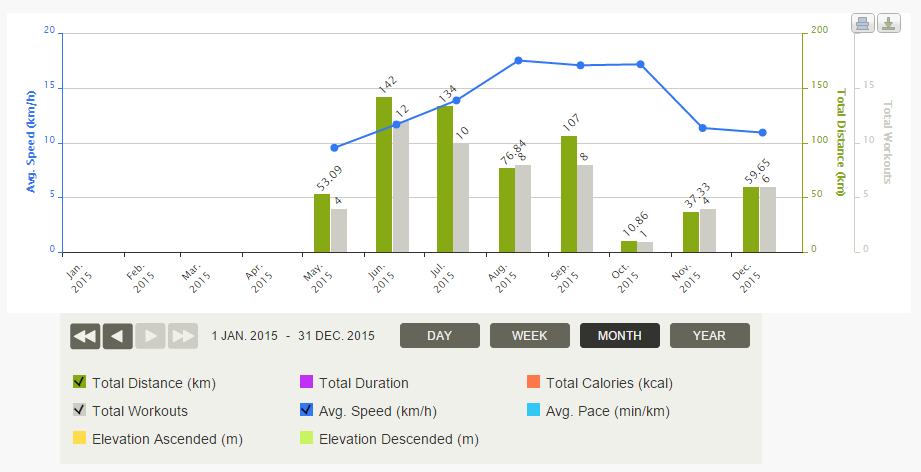 20
15
10
5
0
Avg. Speed (km/h)
200
150
100
50
0
Total Distance (km)
15
10
5
0
Total Workouts
53.09
4
142
12
134
10
76.84
8
107
8
10.86
1
37.33
4
59.65
6
Jan.
2015
Feb.
2015
Mar.
2015
Apr.
2015
May.
2015
Jun.
2015
Jul.
2015
Aug.
2015
Sep.
2015
Oct.
2015
Nov.
2015
Dec.
2015
1 JAN. 2015 - 31 DEC. 2015 DAY WEEK MONTH YEAR
Total Distance (km) Total Duration Total Calories (kcal)
Total Workouts Avg. Speed (km/h) Avg. Pace (min/km)
Elevation Ascended (m) Elevation Descended (m)